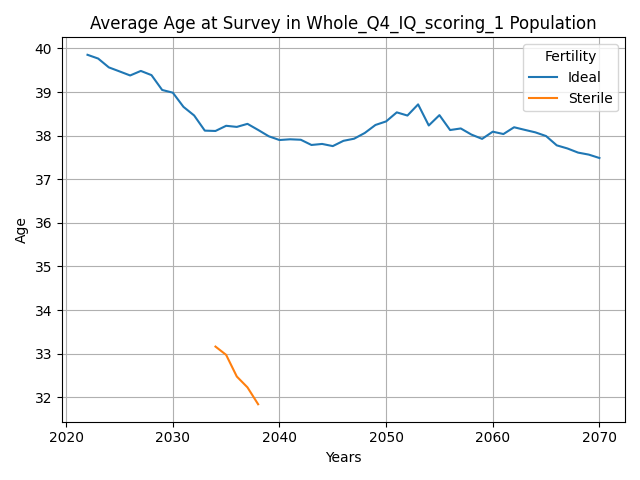 Average Age at Survey in Whole_Q4_IQ_scoring_1 Population
Age
40
39
38
37
36
35
34
33
32
Fertility
Ideal
Sterile
2020 2030 2040 2050 2060 2070
Years